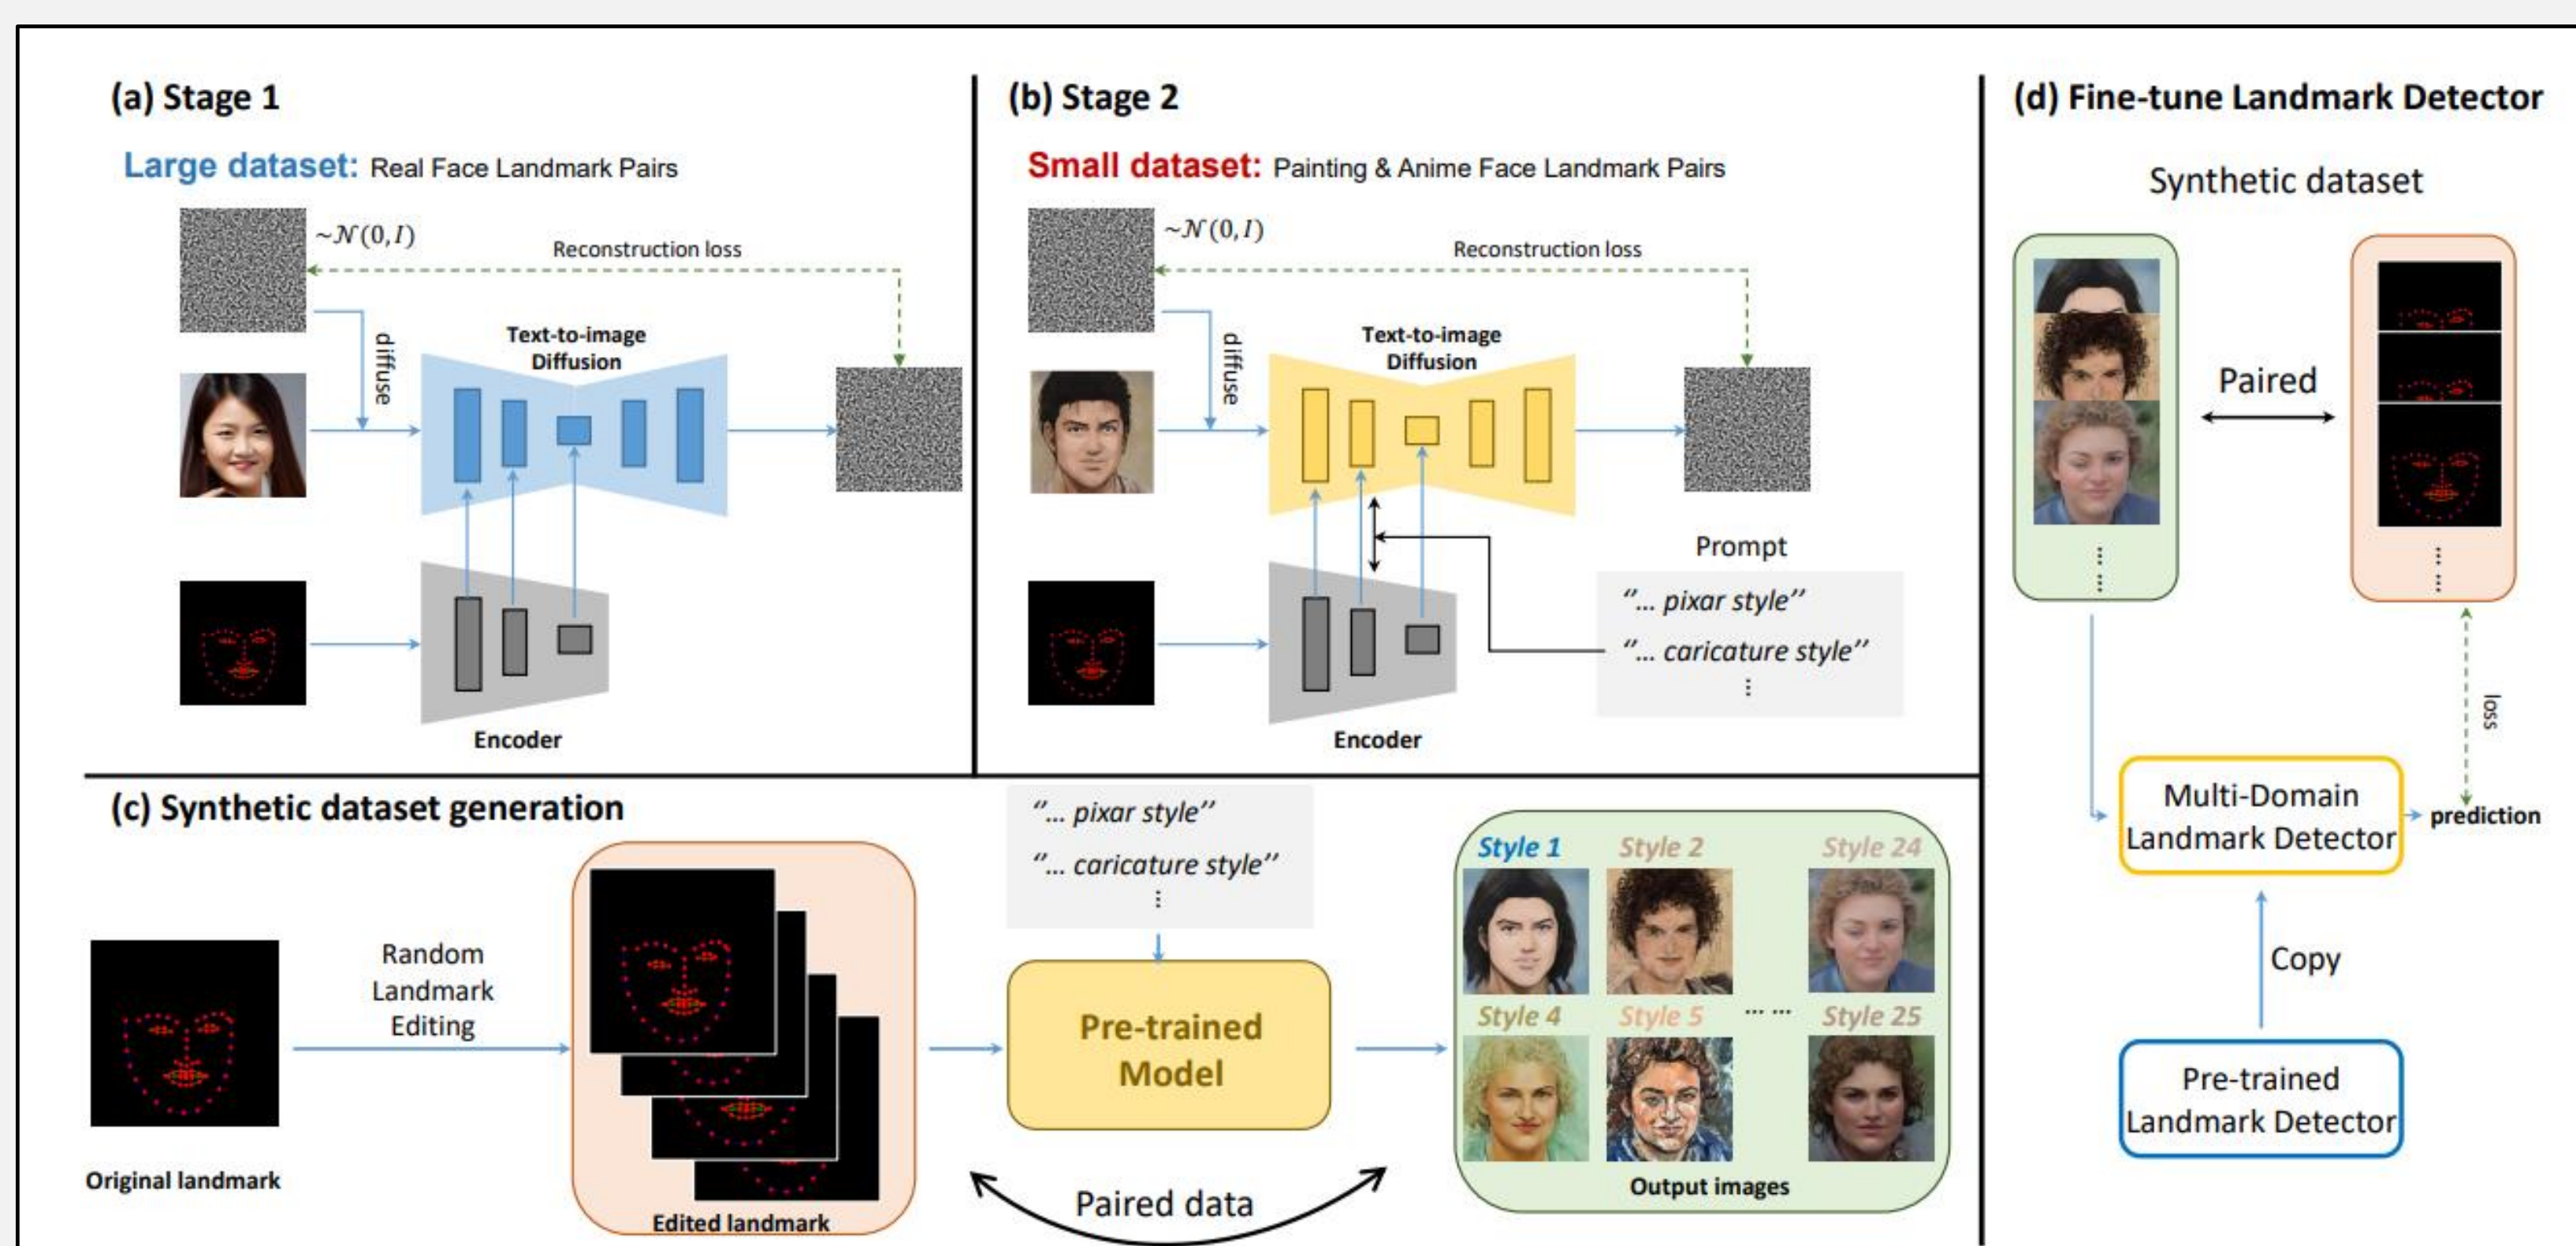 (a) Stage 1
Large dataset: Real Face Landmark Pairs
~𝒩(0,I)
Reconstruction loss
diffuse
Text-to-image
Diffusion
Encoder
(b) Stage 2
Small dataset: Painting & Anime Face Landmark Pairs
~𝒩(0,I)
Reconstruction loss
diffuse
Text-to-image
Diffusion
Prompt
‘’... pixar style’’
‘’... caricature style’’
⋮
Encoder
(c) Synthetic dataset generation
Original landmark
Random
Landmark
Editing
Edited landmark
‘’... pixar style’’
‘’... caricature style’’
⋮
Pre-trained
Model
Paired data
Style 1
Style 2
Style 24
Style 4
Style 5
... ...
Style 25
Output images
(d) Fine-tune Landmark Detector
Synthetic dataset
Paired
loss
Multi-Domain
Landmark Detector
prediction
Copy
Pre-trained
Landmark Detector